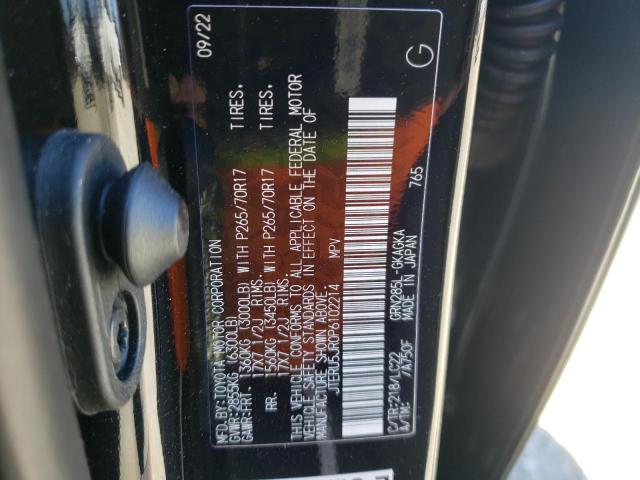 09/22
MFD.BY:TOYOTA MOTOR CORPORATION
GVWR:2855KG (6300LB)
GAWR:FRT. 1360KG (3000LB) WITH P265/70R17 TIRES.
17X7 1/2J RIMS.
RR. 1560KG (3450LB) WITH P265/70R17 TIRES.
17X7 1/2J RIMS.
THIS VEHICLE CONFORMS TO ALL APPLICABLE FEDERAL MOTOR
VEHICLE SAFETY STANDARDS IN EFFECT ON THE DATE OF
MANUFACTURE SHOWN ABOVE.
JTERU5JR0P6102214 MPV
765
C/TR:218/LC22 GRN285L-GKAGKA
A/TM: /A750F MADE IN JAPAN
G